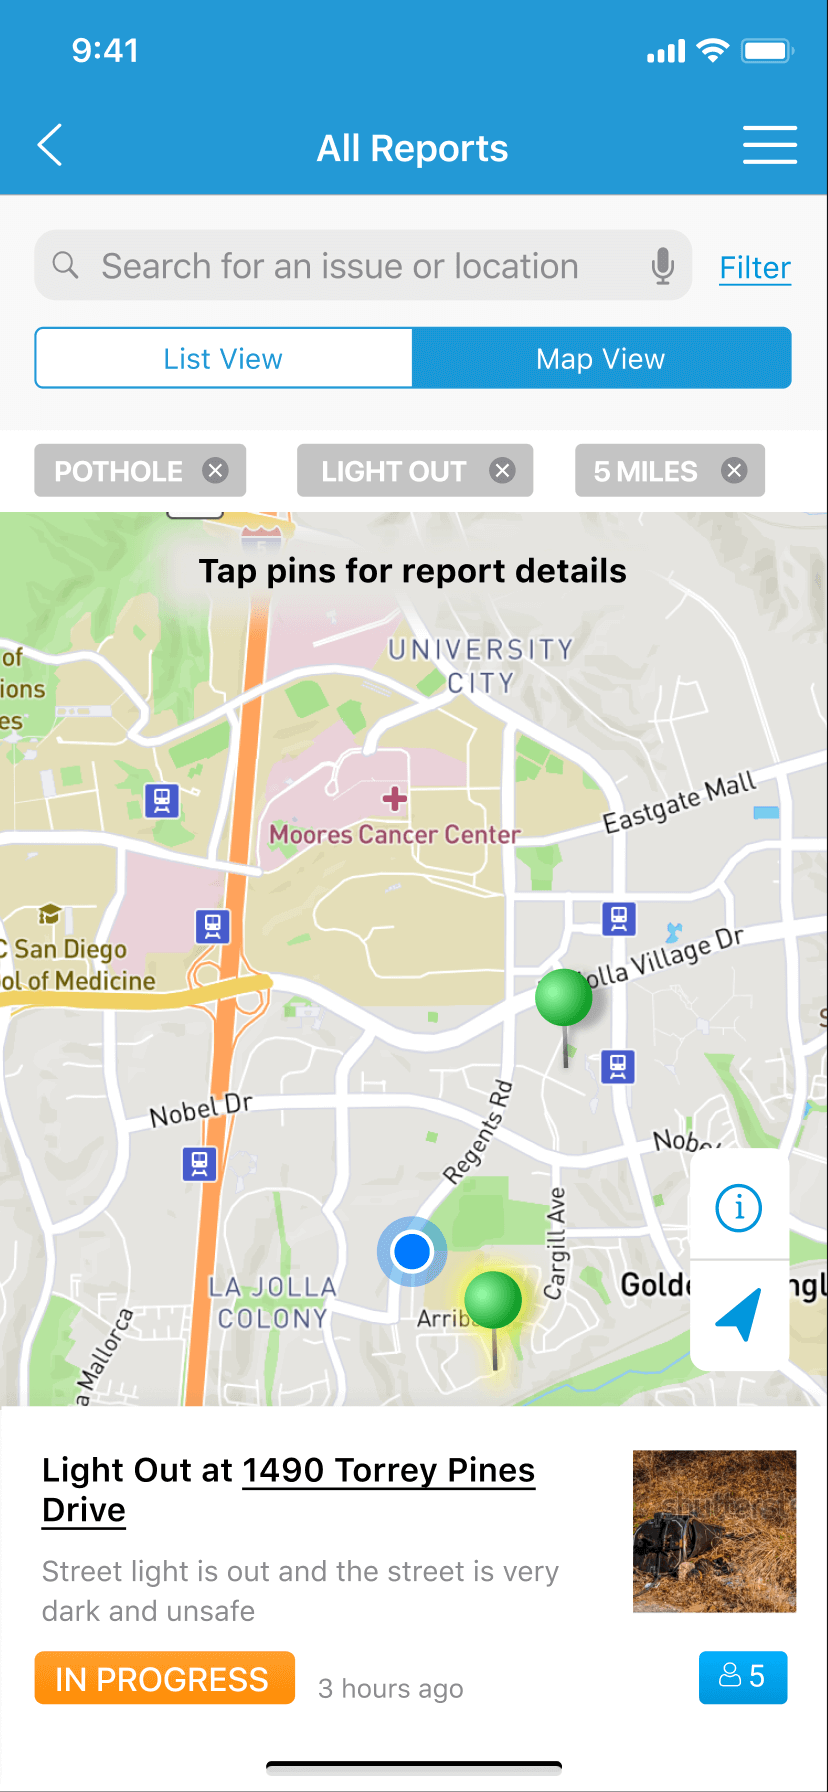 9:41
All Reports
Search for an issue or location
Filter
List View
Map View
POTHOLE
LIGHT OUT
5 MILES
Tap pins for report details
UNIVERSITY
CITY
of
ions
es
Eastgate Mall
Moores Cancer Center
C San Diego
ol of Medicine
olla Village Dr
S
Nobel Dr
Regents Rd
Nobe
Cargill Ave
LA JOLLA
COLONY
Arriba
Golde
ngl
a Mallorca
Light Out at 1490 Torrey Pines
Drive
Street light is out and the street is very
dark and unsafe
IN PROGRESS
3 hours ago
5